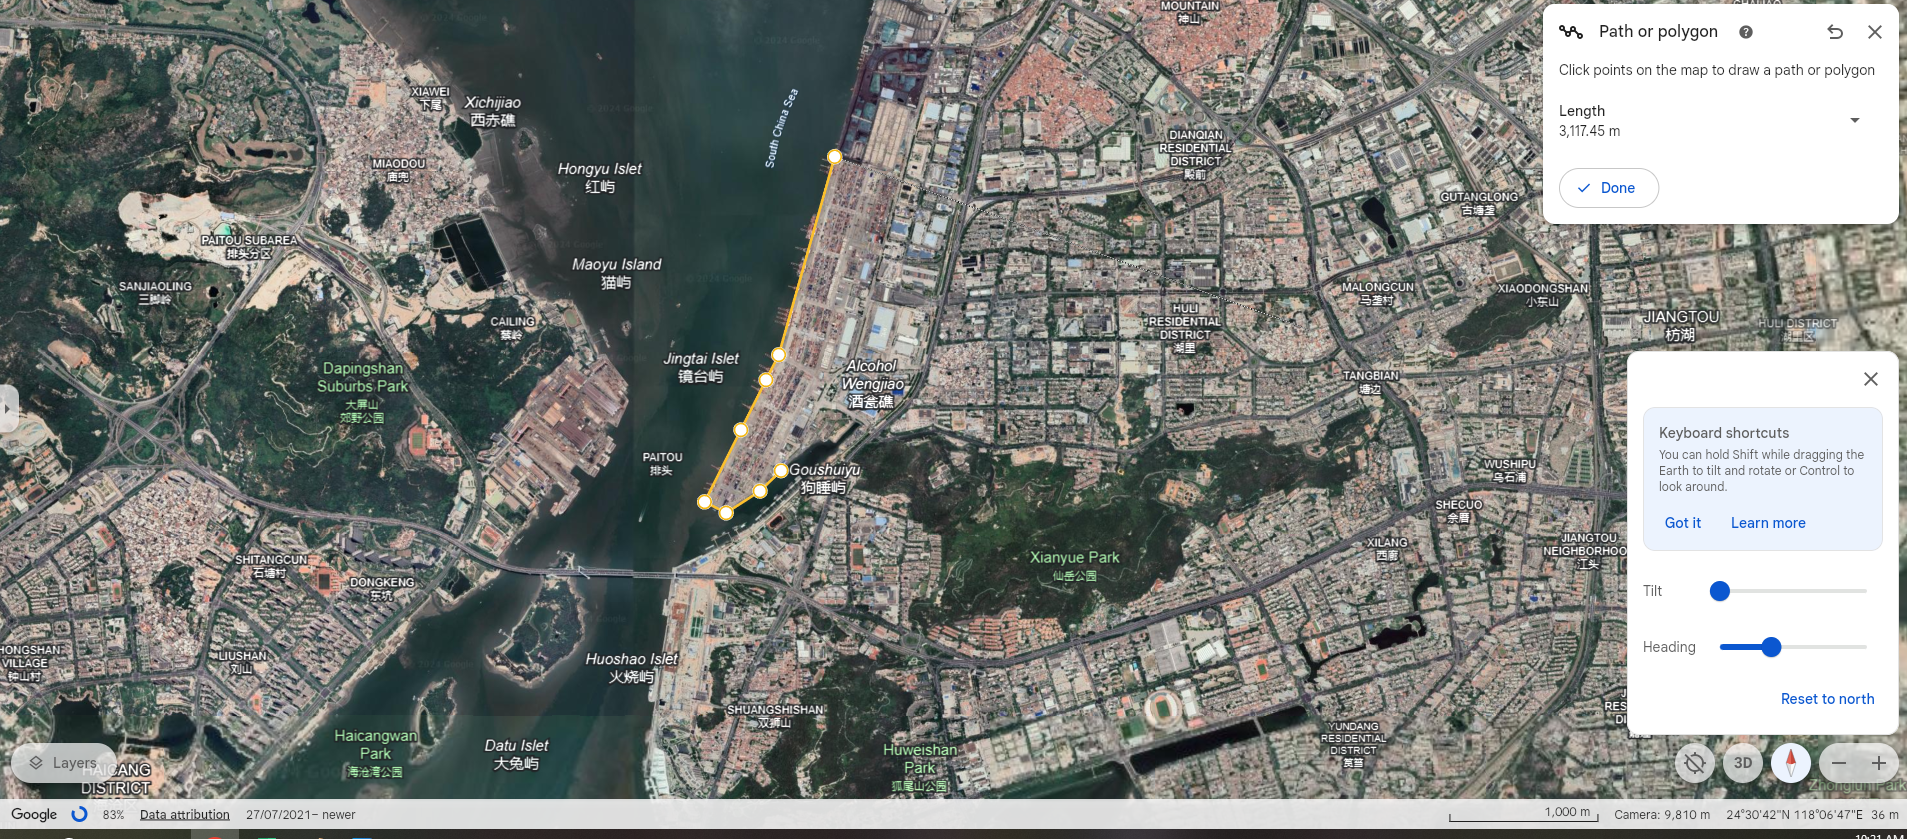 MOUNTAIN
神山
Path or polygon
Click points on the map to draw a path or polygon
Length
3,117.45 m
Done
XIAWEI
下尾
Xichijiao
西赤礁
South China Sea
Hongyu Islet
红屿
MIAODOU
庙兜
DIANQIAN
RESIDENTIAL
DISTRICT
殿前
GUTANGLONG
古塘垄
PAITOU SUBAREA
排头分区
Maoyu Island
猫屿
SANJIAOLING
三脚岭
CAILING
蔡岭
MALONGCUN
马垄村
XIAODONGSHAN
小东山
HULI
RESIDENTIAL
DISTRICT
湖里
JIANGTOU
枋湖
HULI DISTRICT
Jingtai Islet
镜台屿
Dapingshan
Suburbs Park
大屏山
郊野公园
Alcohol
Wengjiao
酒瓮礁
TANGBIAN
塘边
Keyboard shortcuts
You can hold Shift while dragging the
Earth to tilt and rotate or Control to
look around.
Got it
Learn more
PAITOU
排头
Goushuiyu
狗睡屿
WUSHIPU
乌石浦
SHECUO
XILANG
西廊
JIANGTOU
NEIGHBORHOO
江头
Xianyue Park
仙岳公园
SHITANGCUN
石塘村
DONGKENG
东坑
Tilt
HONGSHAN
VILLAGE
钟山村
LIUSHAN
刘山
Huoshao Islet
火烧屿
Heading
Reset to north
SHUANGSHISHAN
双狮山
Haicangwan
Park
海沧湾公园
Datu Islet
大兔屿
Huweishan
Park
狐尾山公园
YUNDANG
RESIDENTIAL
DISTRICT
筼筜
Layers
HAICANG
DISTRICT
3D
Google
83%
Data attribution
27/07/2021– newer
1,000 m
Camera: 9,810 m
24°30'42"N 118°06'47"E
36 m